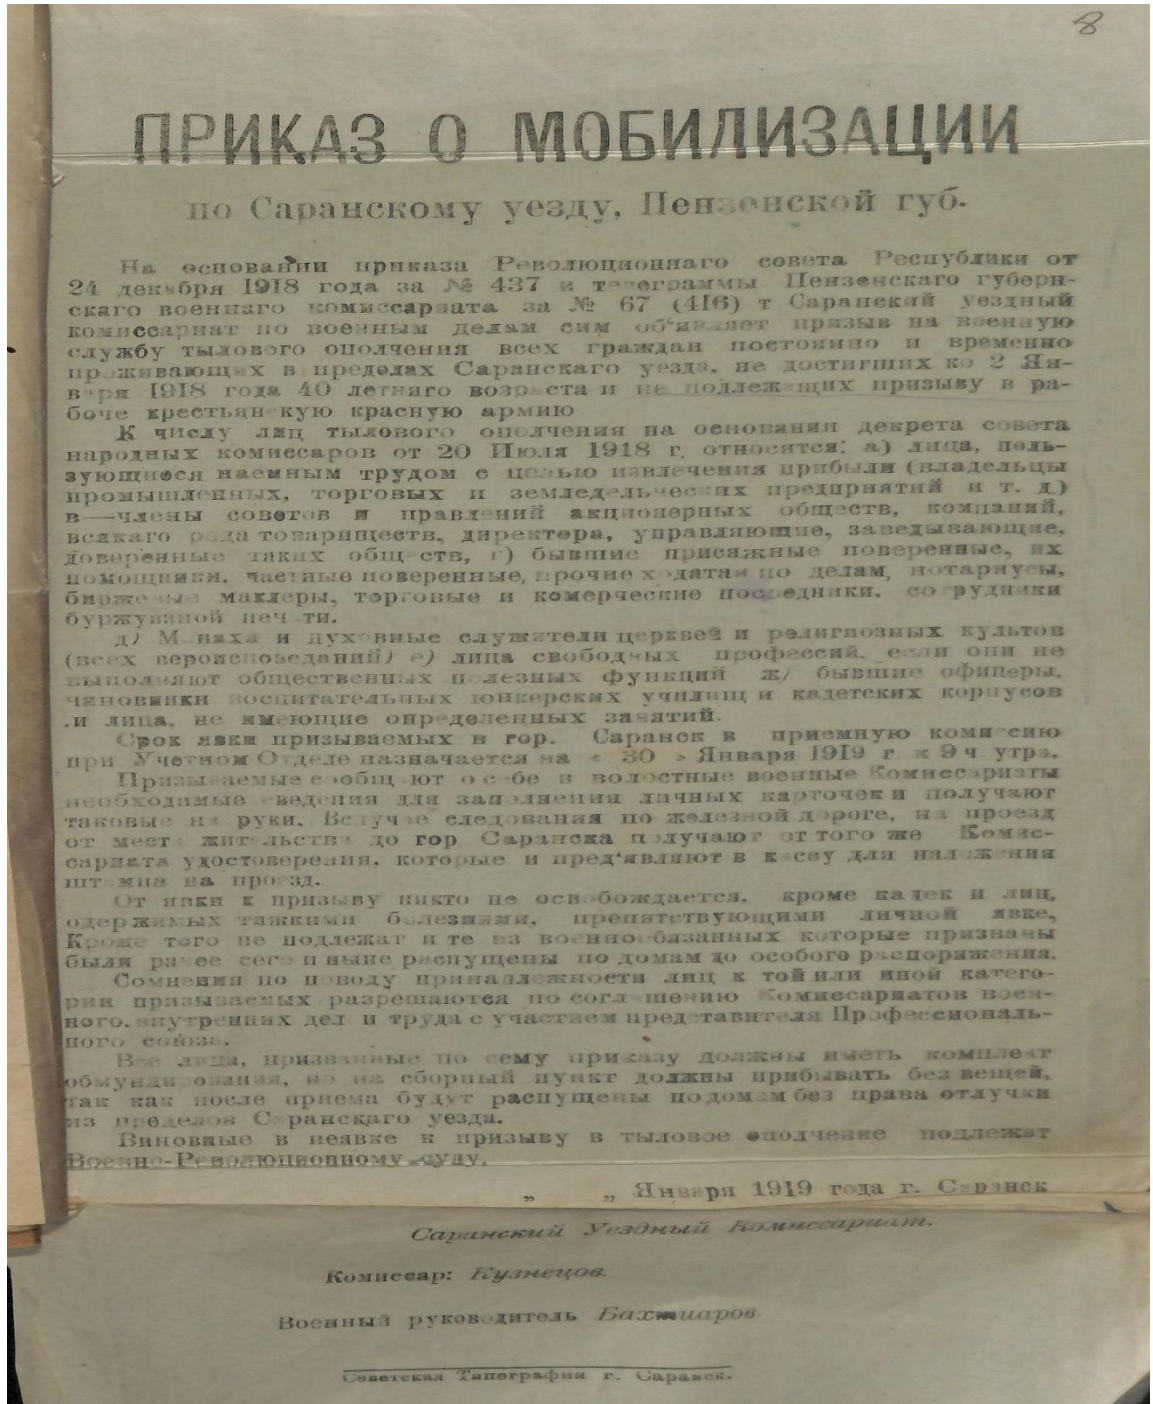 8
ПРИКАЗ О МОБИЛИЗАЦИИ
по Саранскому уезду, Пензенской губ.
На основании приказа Революционнаго совета Республики от
24 декабря 1918 года за № 437 и телеграммы Пензенскаго губерн-
скаго военнаго комиссариата за № 67 (416) т Саранский уездный
комиссариат по военным делам сим об‘являет призыв на военную
службу тылового ополчения всех граждан постоянно и временно
проживающих в пределах Саранскаго уезда, не достигших ко 2 Ян-
варя 1918 года 40 летняго возраста и не подлежащих призыву в ра-
боче крестьянскую красную армию
К числу лиц тылового ополчения на основании декрета совета
народных комиссаров от 20 Июля 1918 г. относятся: а) лица, поль-
зующиеся наемным трудом с целью извлечения прибыли (владельцы
промышленных, торговых и земледельческих предприятий и т. д)
в—члены советов и правлений акционерных обществ, компаний,
всякаго рода товариществ, директора, управляющие, заведывающие,
доверенные таких общ ств, г) бывшие присяжные поверенные, их
помощники, частные поверенные, прочие ходатаи по делам, нотариусы,
биржевые маклеры, торговые и комерческие посредники, сотрудники
буржуазной печати.
д) Монахи и духовные служители церквей и религиозных культов
(всех вероисповеданий) е) лица свободных профессий, если они не
выполняют общественных полезных функций ж/ бывшие офицеры,
чиновники воспитательных юнкерских училищ и кадетских корпусов
.и лица, не имеющие определенных занятий.
Срок явки призываемых в гор. Саранск в приемную комиссию
при Учетном Отделе назначается на « 30 » Января 1919 г в 9 ч утра.
Призываемые сообщают о себе в волостные военные Комиссариаты
необходимые сведения для заполнения личных карточек и получают
таковые на руки. Вслучае следования по железной дороге, на проезд
от места жительства до гор Саранска получают от того же Комис-
сариата удостоверения, которые и пред‘являют в кассу для наложения
штампа на проезд.
От явки к призыву никто не освобождается, кроме калек и лиц,
одержимых тяжкими болезнями, препятствующими личной явке,
Кроме того не подлежат и те из военнообязанных которые призваны
были ранее сего и ныне распущены по домам до особого распоряжения.
Сомнения по поводу принадлежности лиц к той или иной катего-
рии призываемых разрешаются по соглашению Комиссариатов воен-
ного, внутренних дел и труда с участием представителя Профессиональ-
ного союза.
Все лица, призванные по сему приказу должны иметь комплект
обмундирования, но на сборный пункт должны прибывать без вещей,
так как после приема будут распущены по домам без права отлучки
из пределов Саранскаго уезда.
Виновные в неявке к призыву в тыловое ополчение подлежат
Военно-Революционному суду.
„ „ Января 1919 года г. Саранск
Саранский Уездный Комиссариат.
Комиссар: Кузнецов.
Военный руководитель Бахтиаров
Советская Типография г. Саранск.